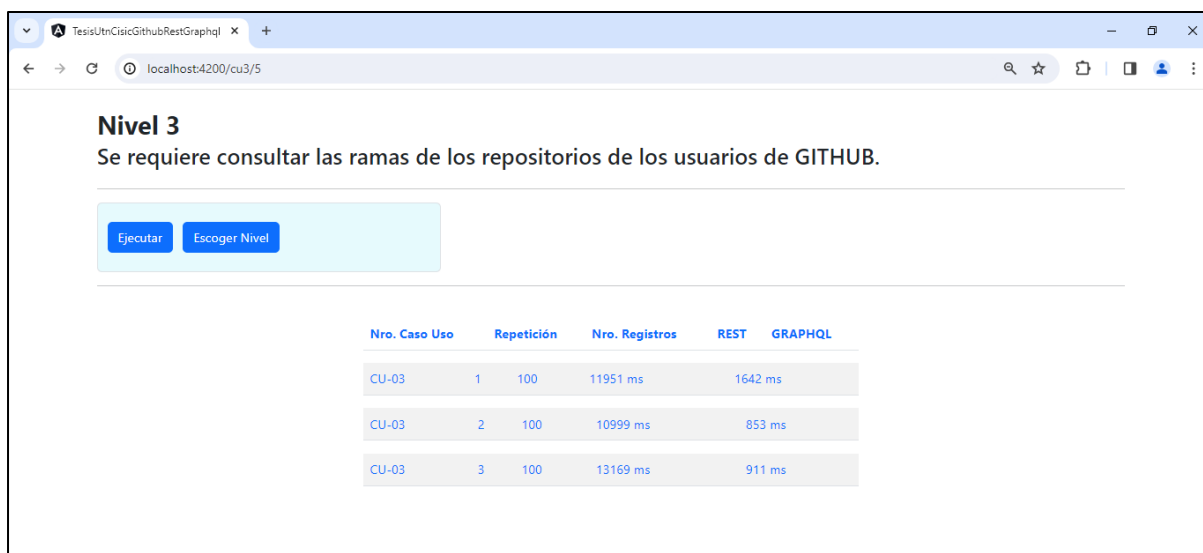 TesisUtnCisicGithubRestGraphql
localhost:4200/cu3/5
Nivel 3
Se requiere consultar las ramas de los repositorios de los usuarios de GITHUB.
Ejecutar Escoger Nivel
Nro. Caso Uso Repetición Nro. Registros REST GRAPHQL
CU-03 1 100 11951 ms 1642 ms
CU-03 2 100 10999 ms 853 ms
CU-03 3 100 13169 ms 911 ms